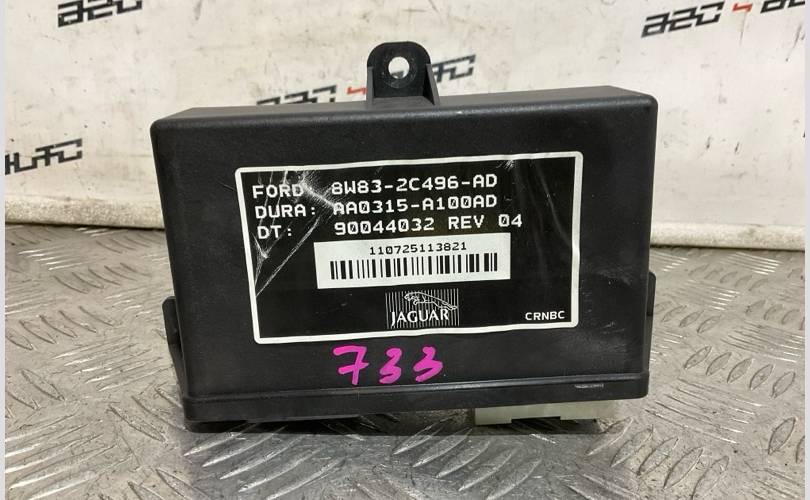 FORD: 8W83-2C496-AD
DURA: AA0315-A100AD
DT: 90044032 REV 04
110725113821
JAGUAR
CRNBC
733